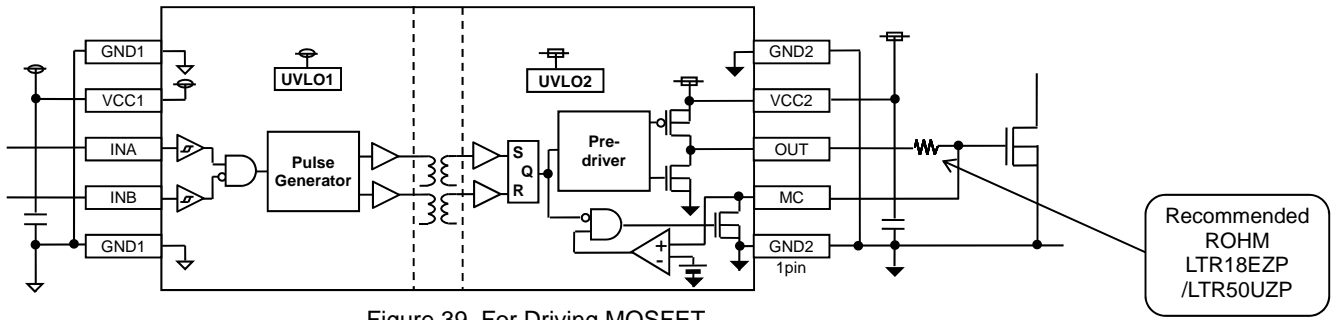 GND1
VCC1
INA
INB
GND1
UVLO1
UVLO2
Pulse
Generator
S
Q
R
Pre-
driver
+
-
GND2
VCC2
OUT
MC
GND2
1pin
Recommended
ROHM
LTR18EZP
/LTR50UZP
Figure 39. For Driving MOSFET